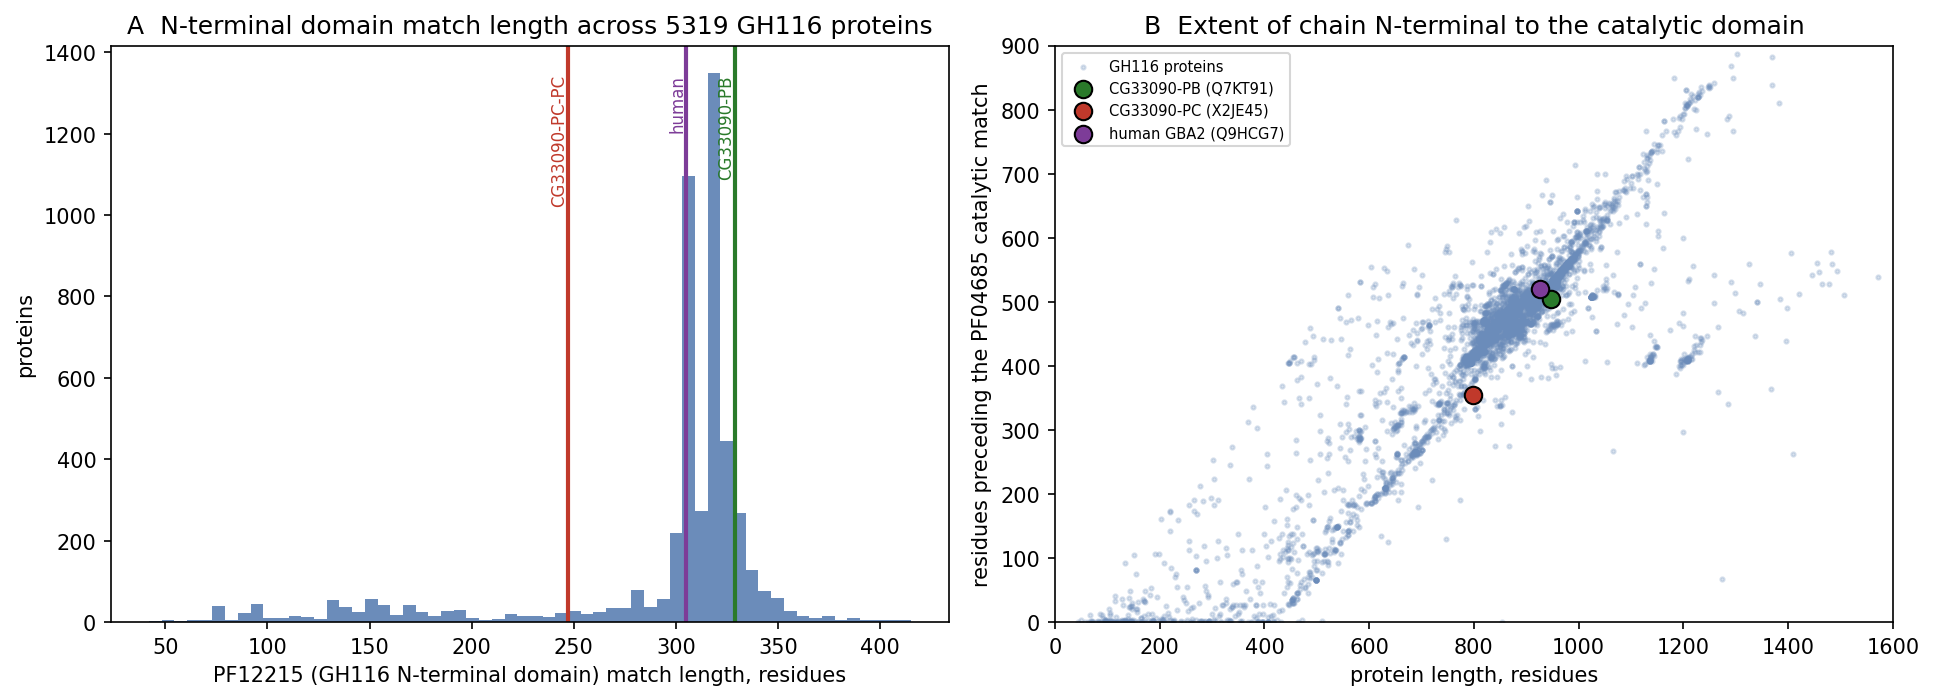 A  N-terminal domain match length across 5319 GH116 proteins
1400
1200
1000
800
600
400
200
0
proteins
CG33090-PC-PC
human
CG33090-PB
50
100
150
200
250
300
350
400
PF12215 (GH116 N-terminal domain) match length, residues
B  Extent of chain N-terminal to the catalytic domain
900
800
700
600
500
400
300
200
100
0
residues preceding the PF04685 catalytic match
GH116 proteins
CG33090-PB (Q7KT91)
CG33090-PC (X2JE45)
human GBA2 (Q9HCG7)
0
200
400
600
800
1000
1200
1400
1600
protein length, residues